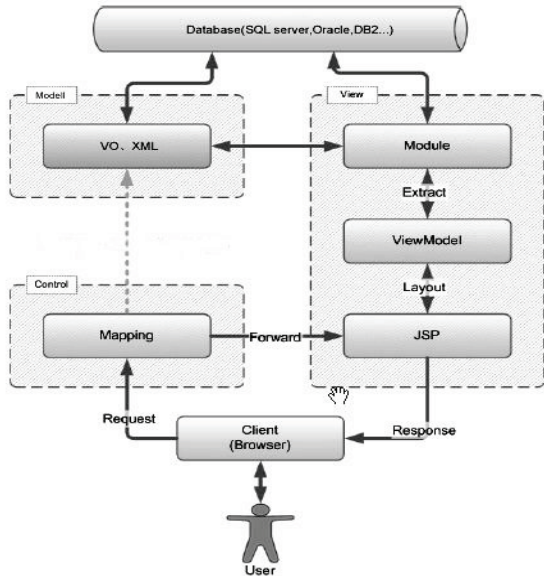 Database(SQL server,Oracle,DB2...)
Modell
View
VO、XML
Module
Extract
ViewModel
Layout
Control
Mapping
Forward
JSP
Request
Client
(Browser)
Response
User